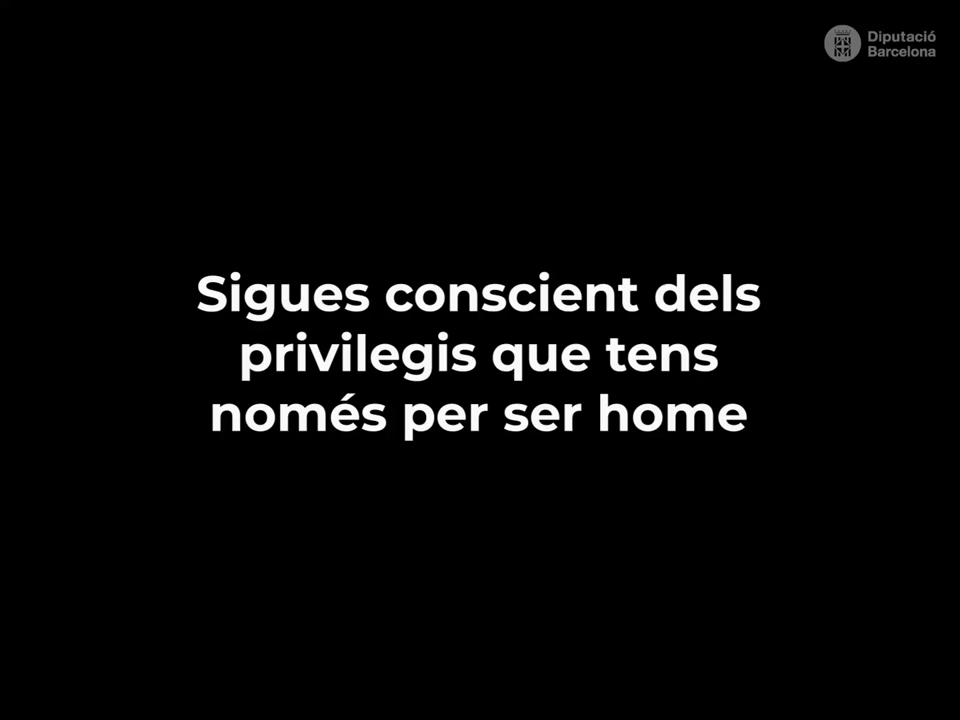 Diputació
Barcelona
Sigues conscient dels
privilegis que tens
només per ser home